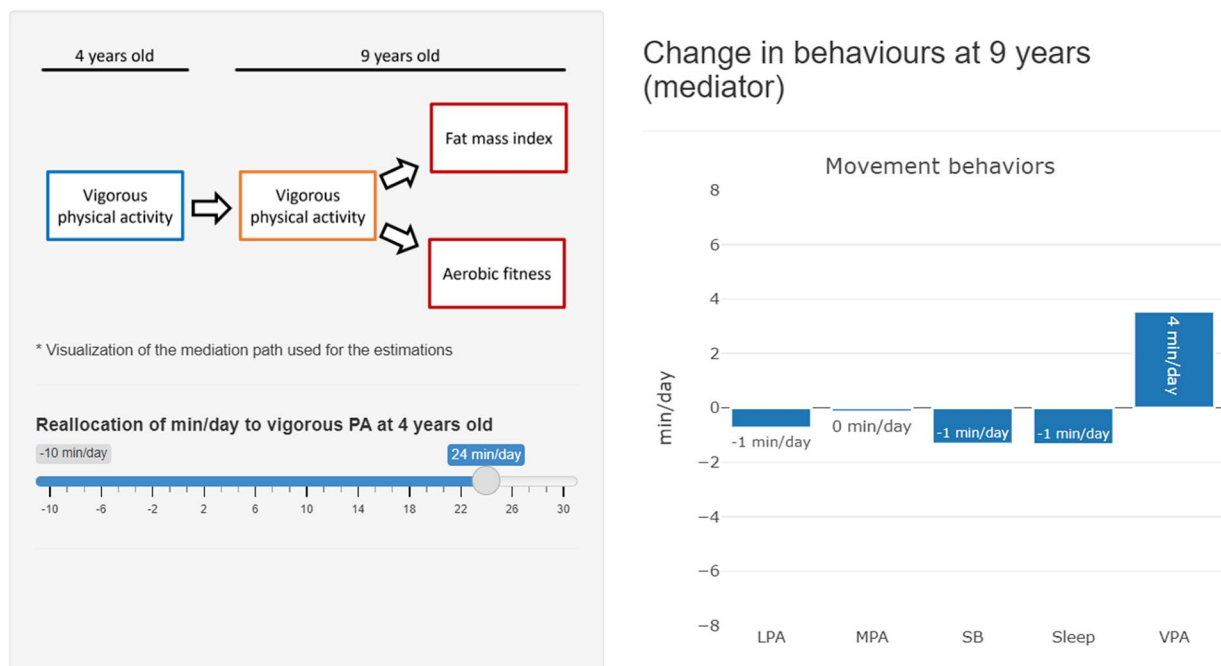 4 years old
9 years old
Fat mass index
Vigorous
physical activity
Vigorous
physical activity
Aerobic fitness
* Visualization of the mediation path used for the estimations
Reallocation of min/day to vigorous PA at 4 years old
-10 min/day
24 min/day
-10 -6 -2 2 6 10 14 18 22 26 30
Change in behaviours at 9 years
(mediator)
Movement behaviors
min/day
8
6
4
2
0
−2
−4
−6
−8
-1 min/day
0 min/day
-1 min/day
-1 min/day
4 min/day
LPA MPA SB Sleep VPA